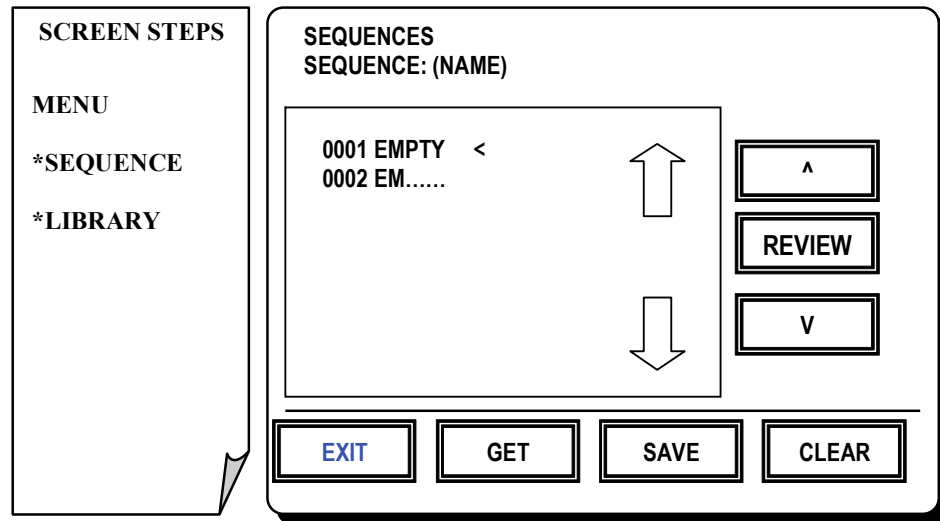 SCREEN STEPS
MENU
*SEQUENCE
*LIBRARY
SEQUENCES
SEQUENCE: (NAME)
0001 EMPTY <
0002 EM......
^
REVIEW
V
EXIT
GET
SAVE
CLEAR